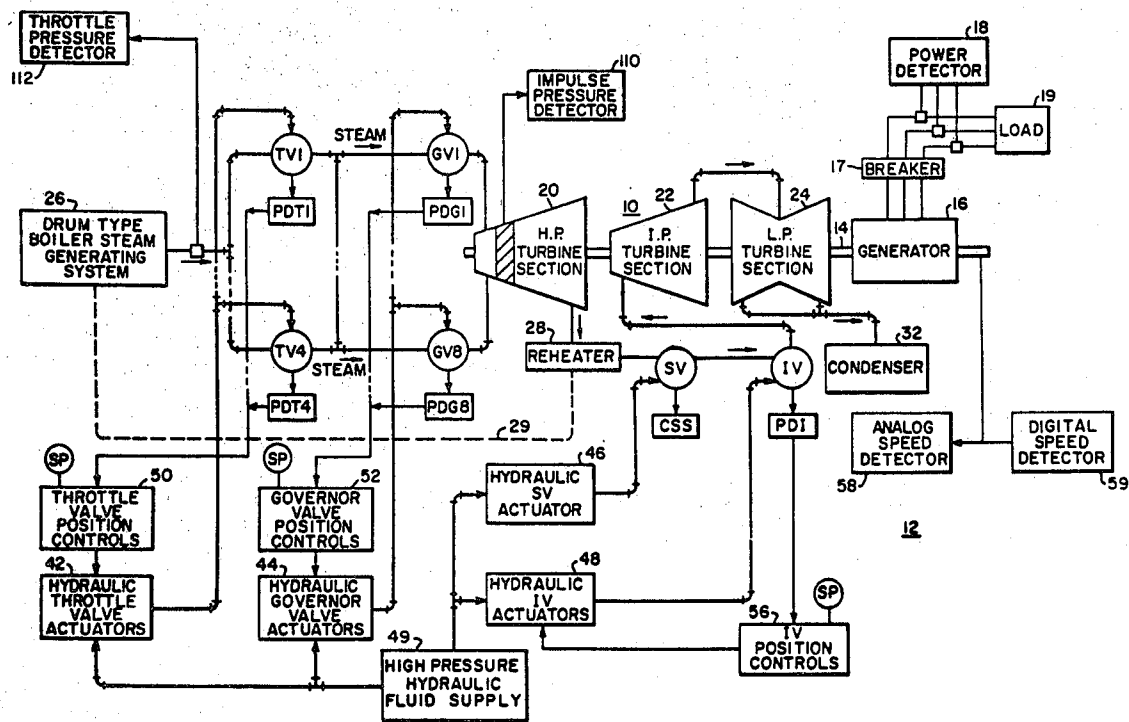 THROTTLE
PRESSURE
DETECTOR
112
IMPULSE
PRESSURE
DETECTOR
110
18
POWER
DETECTOR
19
LOAD
17
BREAKER
STEAM
TV1
GV1
PDT1
PDG1
26
DRUM TYPE
BOILER STEAM
GENERATING
SYSTEM
20
H.P.
TURBINE
SECTION
10
22
I.P.
TURBINE
SECTION
24
L.P.
TURBINE
SECTION
14
16
GENERATOR
TV4
STEAM
GV8
PDT4
PDG8
28
REHEATER
SV
IV
CSS
PDI
32
CONDENSER
29
ANALOG
SPEED
DETECTOR
58
DIGITAL
SPEED
DETECTOR
59
12
SP
50
THROTTLE
VALVE
POSITION
CONTROLS
SP
52
GOVERNOR
VALVE
POSITION
CONTROLS
46
HYDRAULIC
SV
ACTUATOR
42
HYDRAULIC
THROTTLE
VALVE
ACTUATORS
44
HYDRAULIC
GOVERNOR
VALVE
ACTUATORS
48
HYDRAULIC
IV
ACTUATORS
SP
56
IV
POSITION
CONTROLS
49
HIGH PRESSURE
HYDRAULIC
FLUID SUPPLY